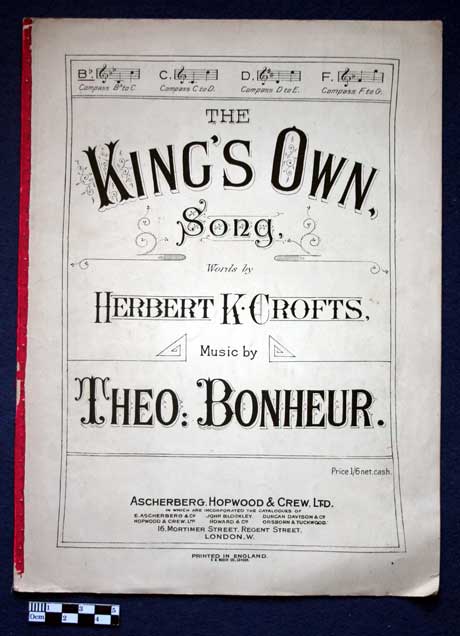 B♭. C. D. F.
Compass B♭ to C. Compass C to D. Compass D to E. Compass F to G.
THE
KING'S OWN,
Song,
Words by
HERBERT K. CROFTS,
Music by
THEO: BONHEUR.
Price 1/6 net. cash.
ASCHERBERG, HOPWOOD & CREW, LTD.
IN WHICH ARE INCORPORATED THE CATALOGUES OF
E. ASCHERBERG & Cº JOHN BLOCKLEY, DUNCAN DAVISON & Cº
HOPWOOD & CREW, LTD HOWARD & Cº ORSBORN & TUCKWOOD.
16, MORTIMER STREET, REGENT STREET,
LONDON, W.
PRINTED IN ENGLAND.
1 3 5
0cm 2 4